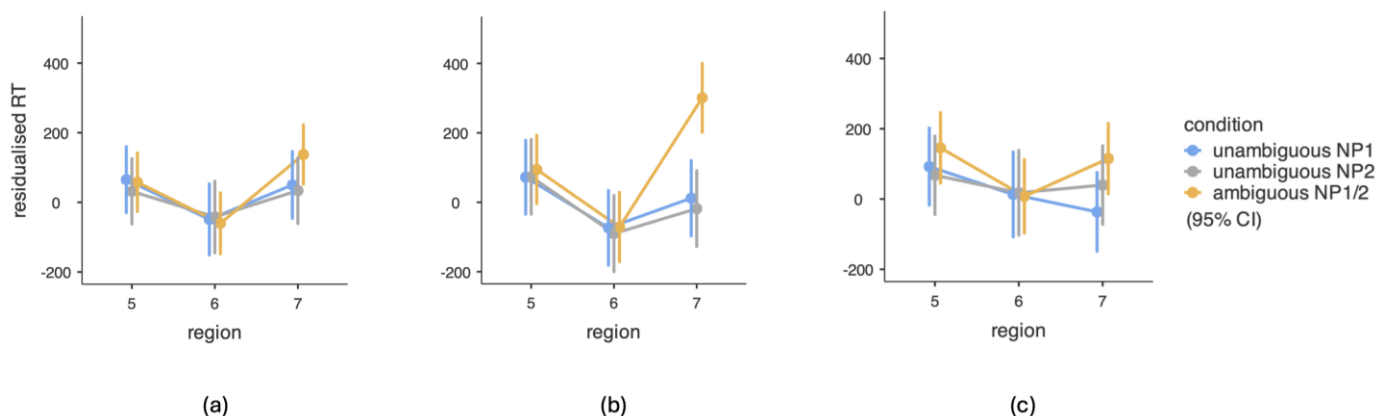 residualised RT
400
200
0
-200
5
6
7
region
(a)
400
200
0
-200
5
6
7
region
(b)
400
200
0
-200
5
6
7
region
(c)
condition
unambiguous NP1
unambiguous NP2
ambiguous NP1/2
(95% CI)